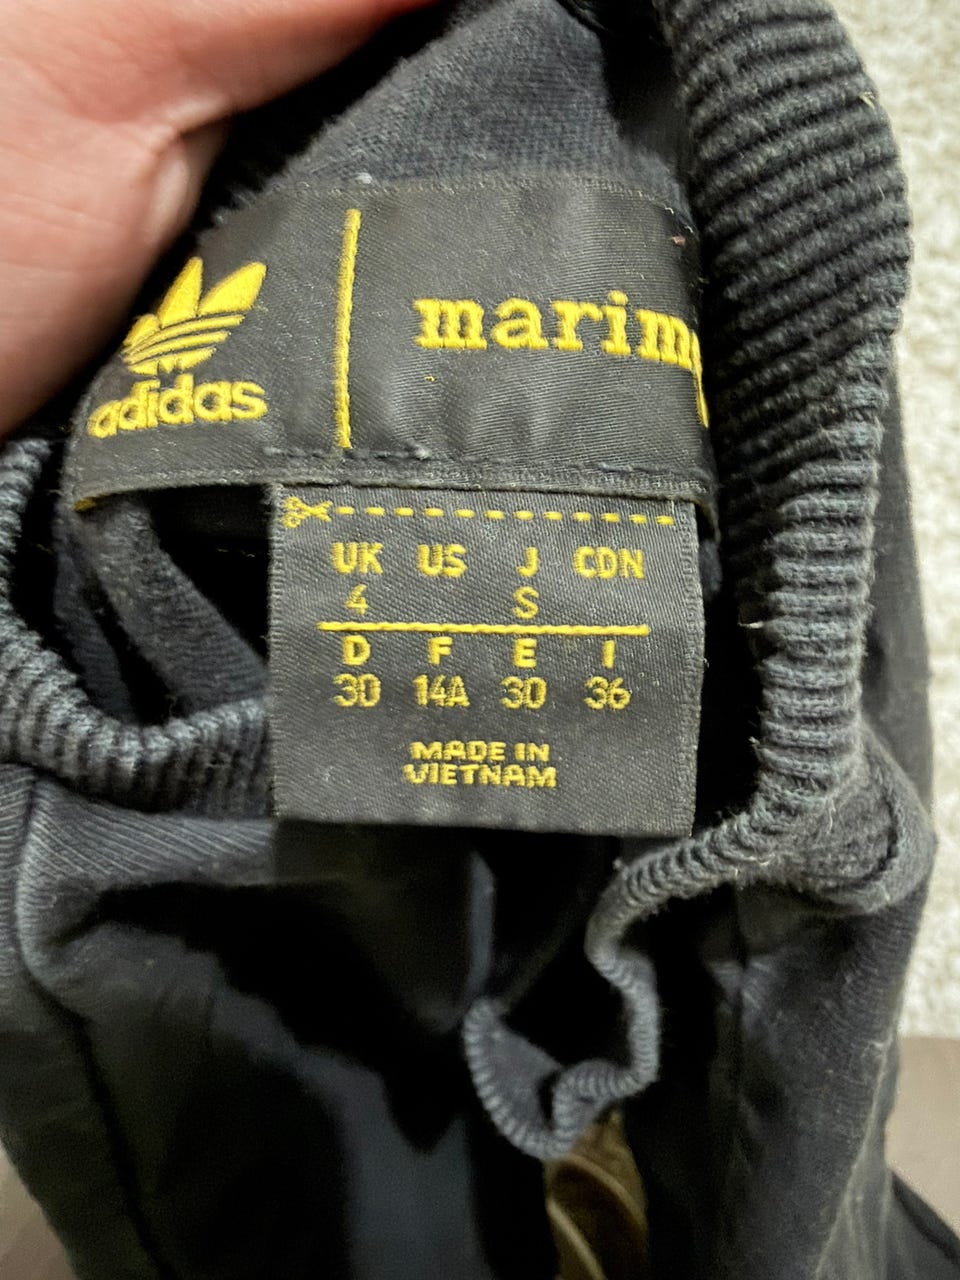 adidas
marim
UK US J CDN
4 S
D F E I
30 14A 30 36
MADE IN
VIETNAM